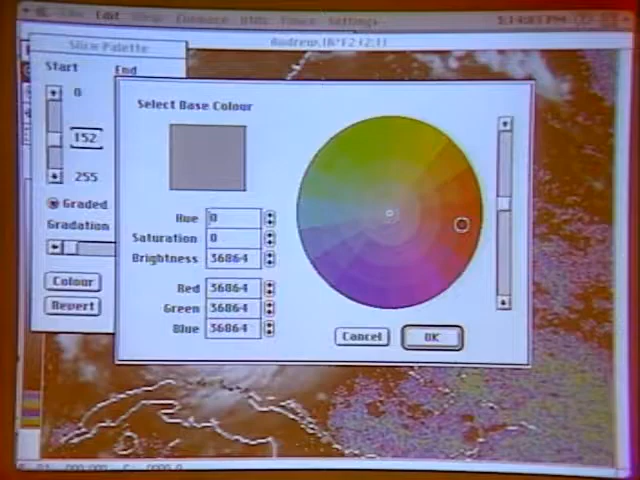 Edit
Slice Palette
Start
End
0
152
255
Graded
Gradation
Colour
Revert
Select Base Colour
Hue 0
Saturation 0
Brightness 36864
Red 36864
Green 36864
Blue 36864
Cancel
OK